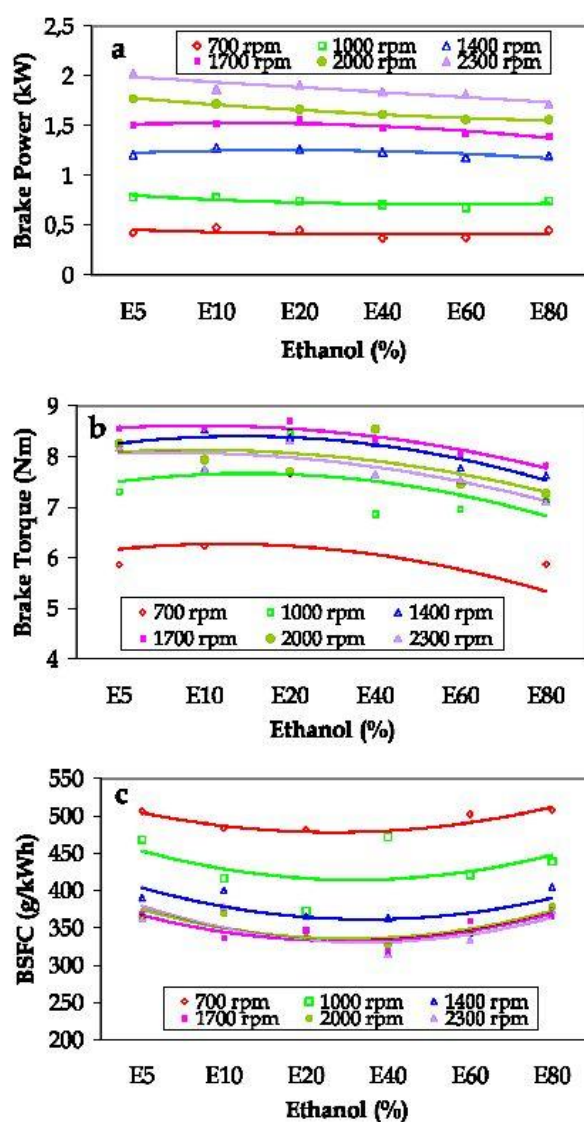 a
700 rpm 1000 rpm 1400 rpm
1700 rpm 2000 rpm 2300 rpm
Brake Power (kW)
2,5
2
1,5
1
0,5
0
E5 E10 E20 E40 E60 E80
Ethanol (%)
b
Brake Torque (Nm)
9
8
7
6
5
4
700 rpm 1000 rpm 1400 rpm
1700 rpm 2000 rpm 2300 rpm
E5 E10 E20 E40 E60 E80
Ethanol (%)
c
BSFC (g/kWh)
550
500
450
400
350
300
250
200
700 rpm 1000 rpm 1400 rpm
1700 rpm 2000 rpm 2300 rpm
E5 E10 E20 E40 E60 E80
Ethanol (%)